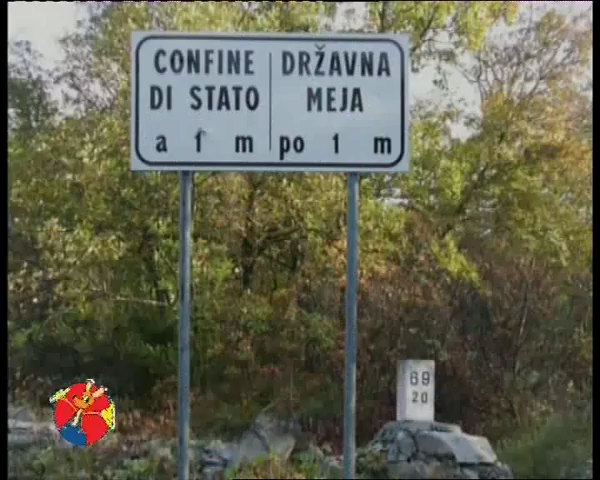 CONFINE
DI STATO
a 1 m
DRŽAVNA
MEJA
po 1 m
69
20